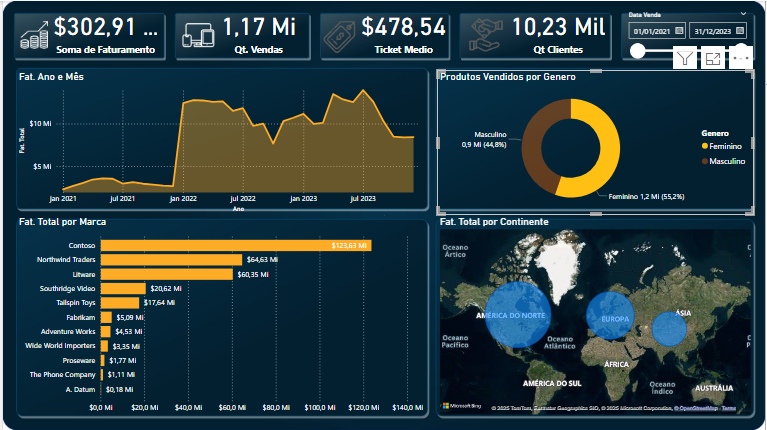 $302,91 ...
Soma de Faturamento
1,17 Mi
Qt. Vendas
$478,54
Ticket Medio
10,23 Mil
Qt Clientes
Data Venda
01/01/2021
31/12/2023
Fat. Ano e Mês
Fat. Total
$10 Mi
$5 Mi
Jan 2021
jul 2021
jan 2022
jul 2022
jan 2023
jul 2023
Ano
Produtos Vendidos por Genero
Masculino
0,9 Mi (44,8%)
Feminino 1,2 Mi (55,2%)
Genero
Feminino
Masculino
Fat. Total por Marca
Contoso $123,63 Mi
Northwind Traders $64,63 Mi
Litware $60,35 Mi
Southridge Video $20,62 Mi
Tailspin Toys $17,64 Mi
Fabrikam $5,09 Mi
Adventure Works $4,53 Mi
Wide World Importers $3,35 Mi
Proseware $1,77 Mi
The Phone Company $1,11 Mi
A. Datum $0,18 Mi
$0,0 Mi $20,0 Mi $40,0 Mi $60,0 Mi $80,0 Mi $100,0 Mi $120,0 Mi $140,0 Mi
Fat. Total por Continente
Oceano
Ártico
Oceano
Ártico
AMÉRICA DO NORTE
EUROPA
ÁSIA
Oceano
Pacífico
Oceano
Atlântico
Oceano
Pacífico
ÁFRICA
AMÉRICA DO SUL
Oceano
Índico
AUSTRÁLIA
Microsoft Bing
© 2025 TomTom, Earthstar Geographics SIO, © 2025 Microsoft Corporation, © OpenStreetMap Terms